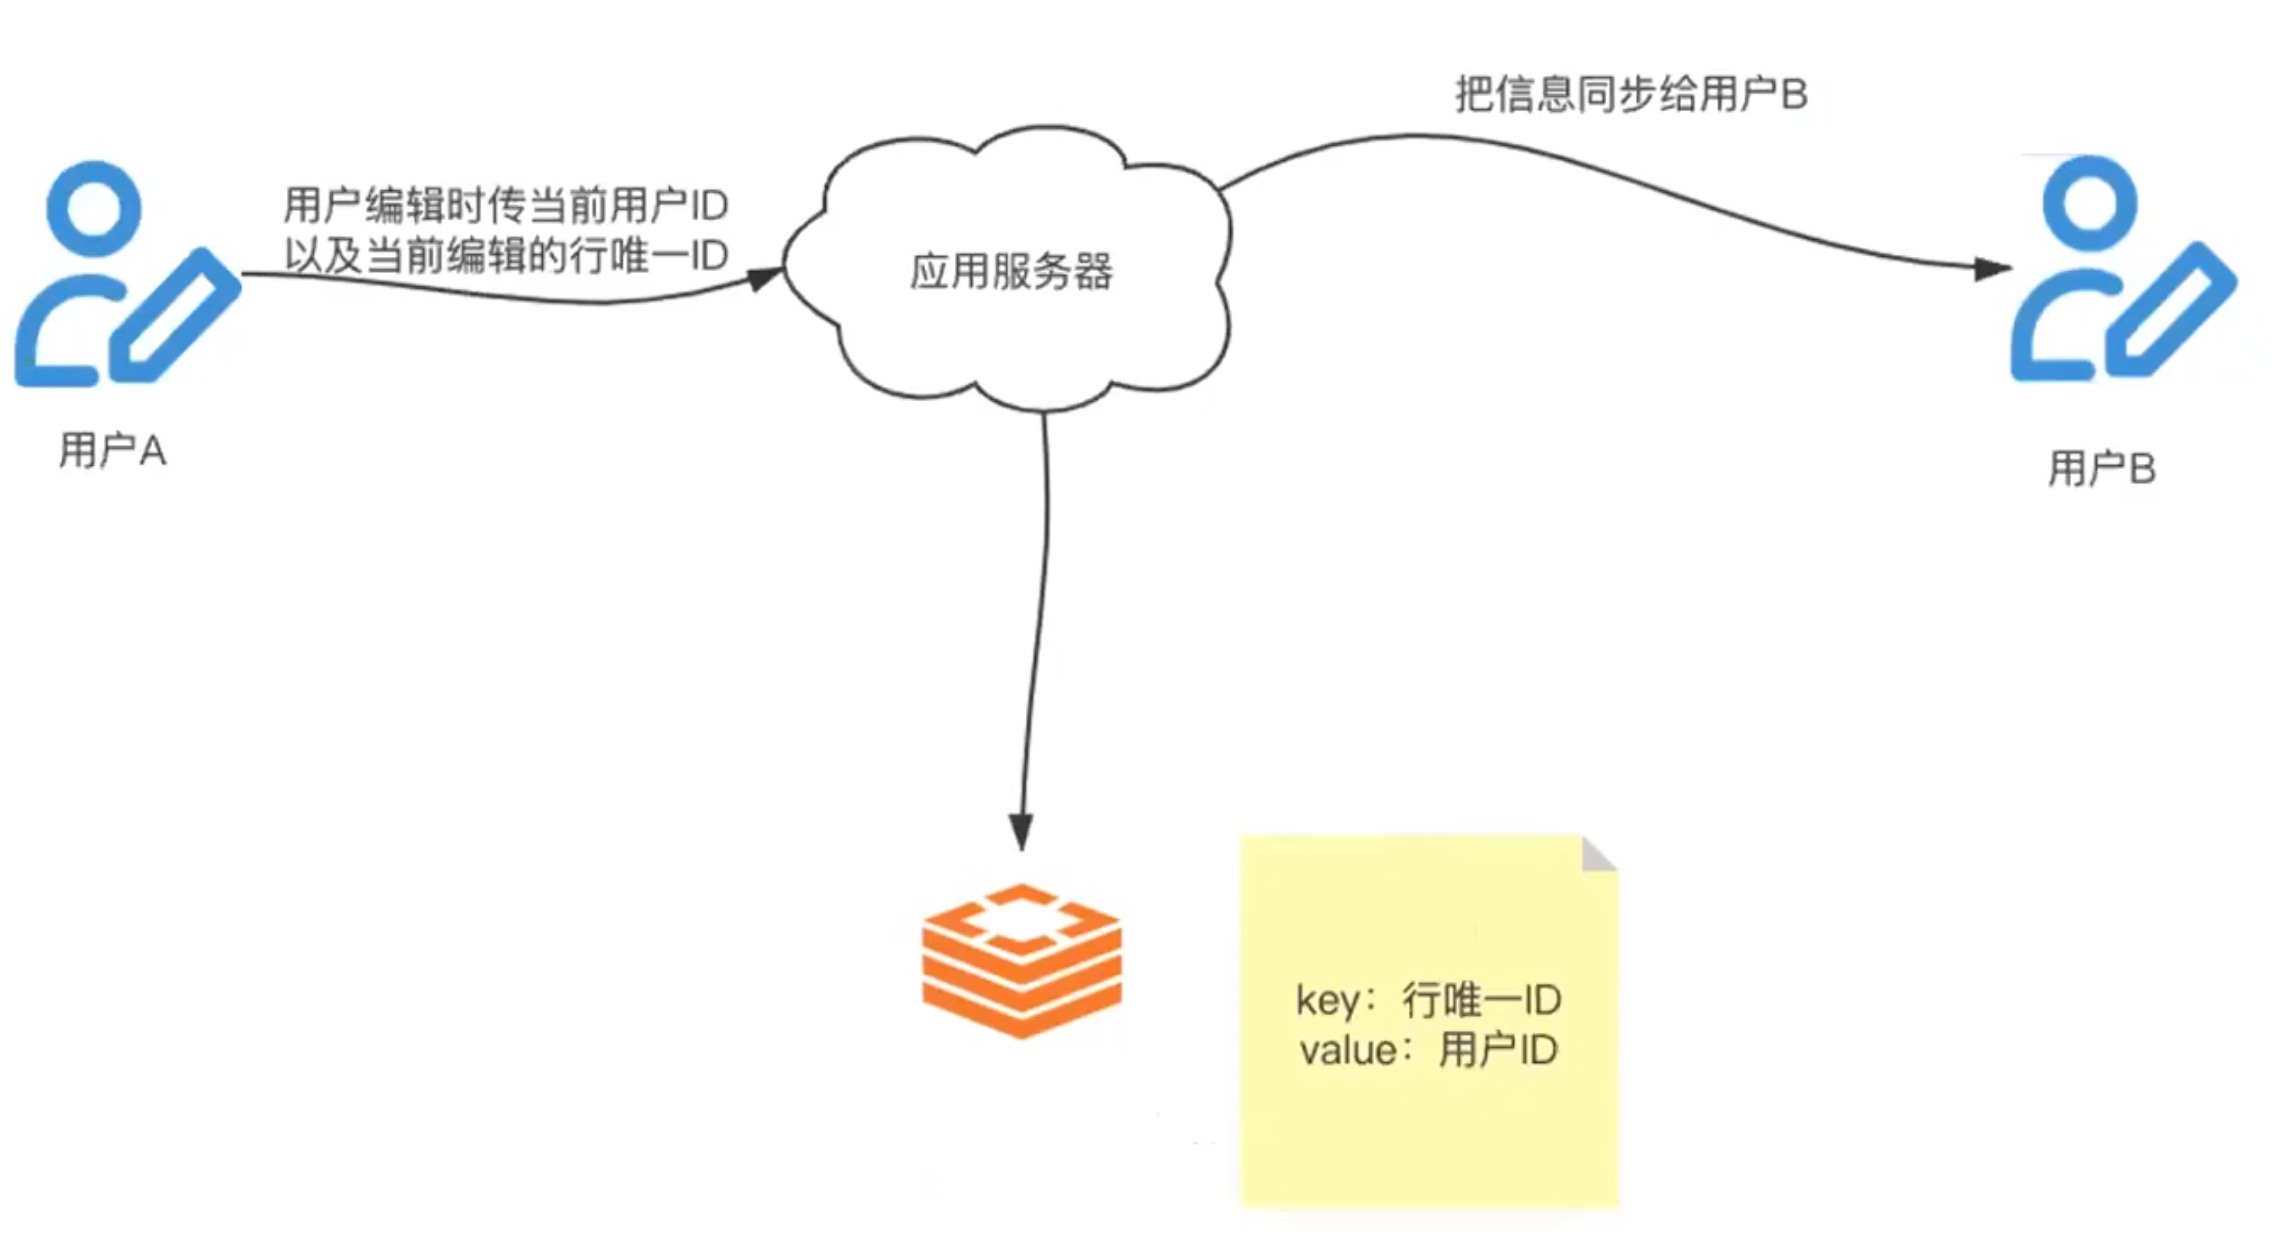 把信息同步给用户B
用户编辑时传当前用户ID
以及当前编辑的行唯一ID
应用服务器
用户A
用户B
key：行唯一ID
value：用户ID